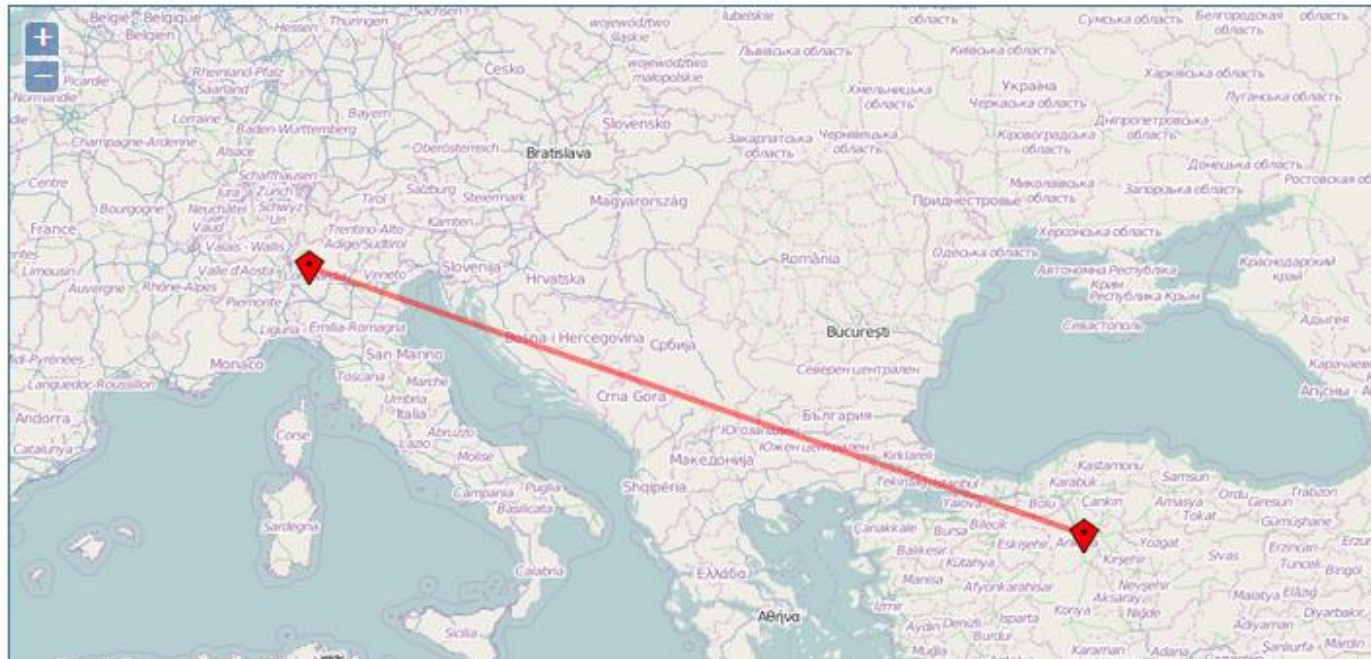 België - Belgique -
Belgien
Hessen
Thüringen
Sachsen
województwo
śląskie
lubelskie
область
Сумська область
Белгородская
область
+
−
Picardie
Rheinland-Pfalz
Saarland
Česko
województwo
małopolskie
Львівська область
Київська область
Харківська область
Normandie
Lorraine
Bayern
Хмельницька
область
Україна
Черкаська область
Луганська область
Champagne-Ardenne
Baden-Württemberg
Slovensko
Закарпатська
область
Чернівецька
область
Кіровоградська
область
Дніпропетровська
область
Alsace
Oberösterreich
Bratislava
Донецька область
Centre
Schaffhausen
Jura
Zürich
Tirol
Salzburg
Steiermark
Magyarország
Миколаївська
область
Запорізька область
Ростовская
Bourgogne
Neuchâtel
Schwyz
Uri
Приднестровье
France
Vaud
Trentino-Alto
Adige/Südtirol
Kärnten
Херсонська область
Valais - Wallis
Slovenija
România
Одеська область
Limousin
Valle d'Aosta
Veneto
Hrvatska
Автономна Республіка
Крим
Республика Крым
Краснодарский
край
Auvergne
Rhône-Alpes
Piemonte
Liguria
Emilia-Romagna
Bosna i Hercegovina
Србија
București
Севастополь
Адыгея
Midi-Pyrénées
Monaco
San Marino
Северен централен
Languedoc-Roussillon
Toscana
Marche
Crna Gora
Andorra
Umbria
Italia
България
Catalunya
Corse
Lazio
Abruzzo
Molise
Југозападен
Южен централен
Македонија
Kırklareli
Kastamonu
Samsun
Campania
Puglia
Shqipëria
Karabük
Ordu
Trabzon
Basilicata
Yalova
Bolu
Çankırı
Amasya
Giresun
Tokat
Gümüşhane
Sardegna
Çanakkale
Bursa
Bilecik
Balıkesir
Eskişehir
Yozgat
Sivas
Erzincan
Kütahya
Kırşehir
Tunceli
Calabria
Ελλάδα
Manisa
Afyonkarahisar
Nevşehir
Bingöl
Aksaray
Malatya
Elâzığ
İzmir
Isparta
Konya
Niğde
Diyarbakır
Sicilia
Αθήνα
Aydın
Denizli
Burdur
Adıyaman
Muğla
Karaman
Şanlıurfa
Mardin